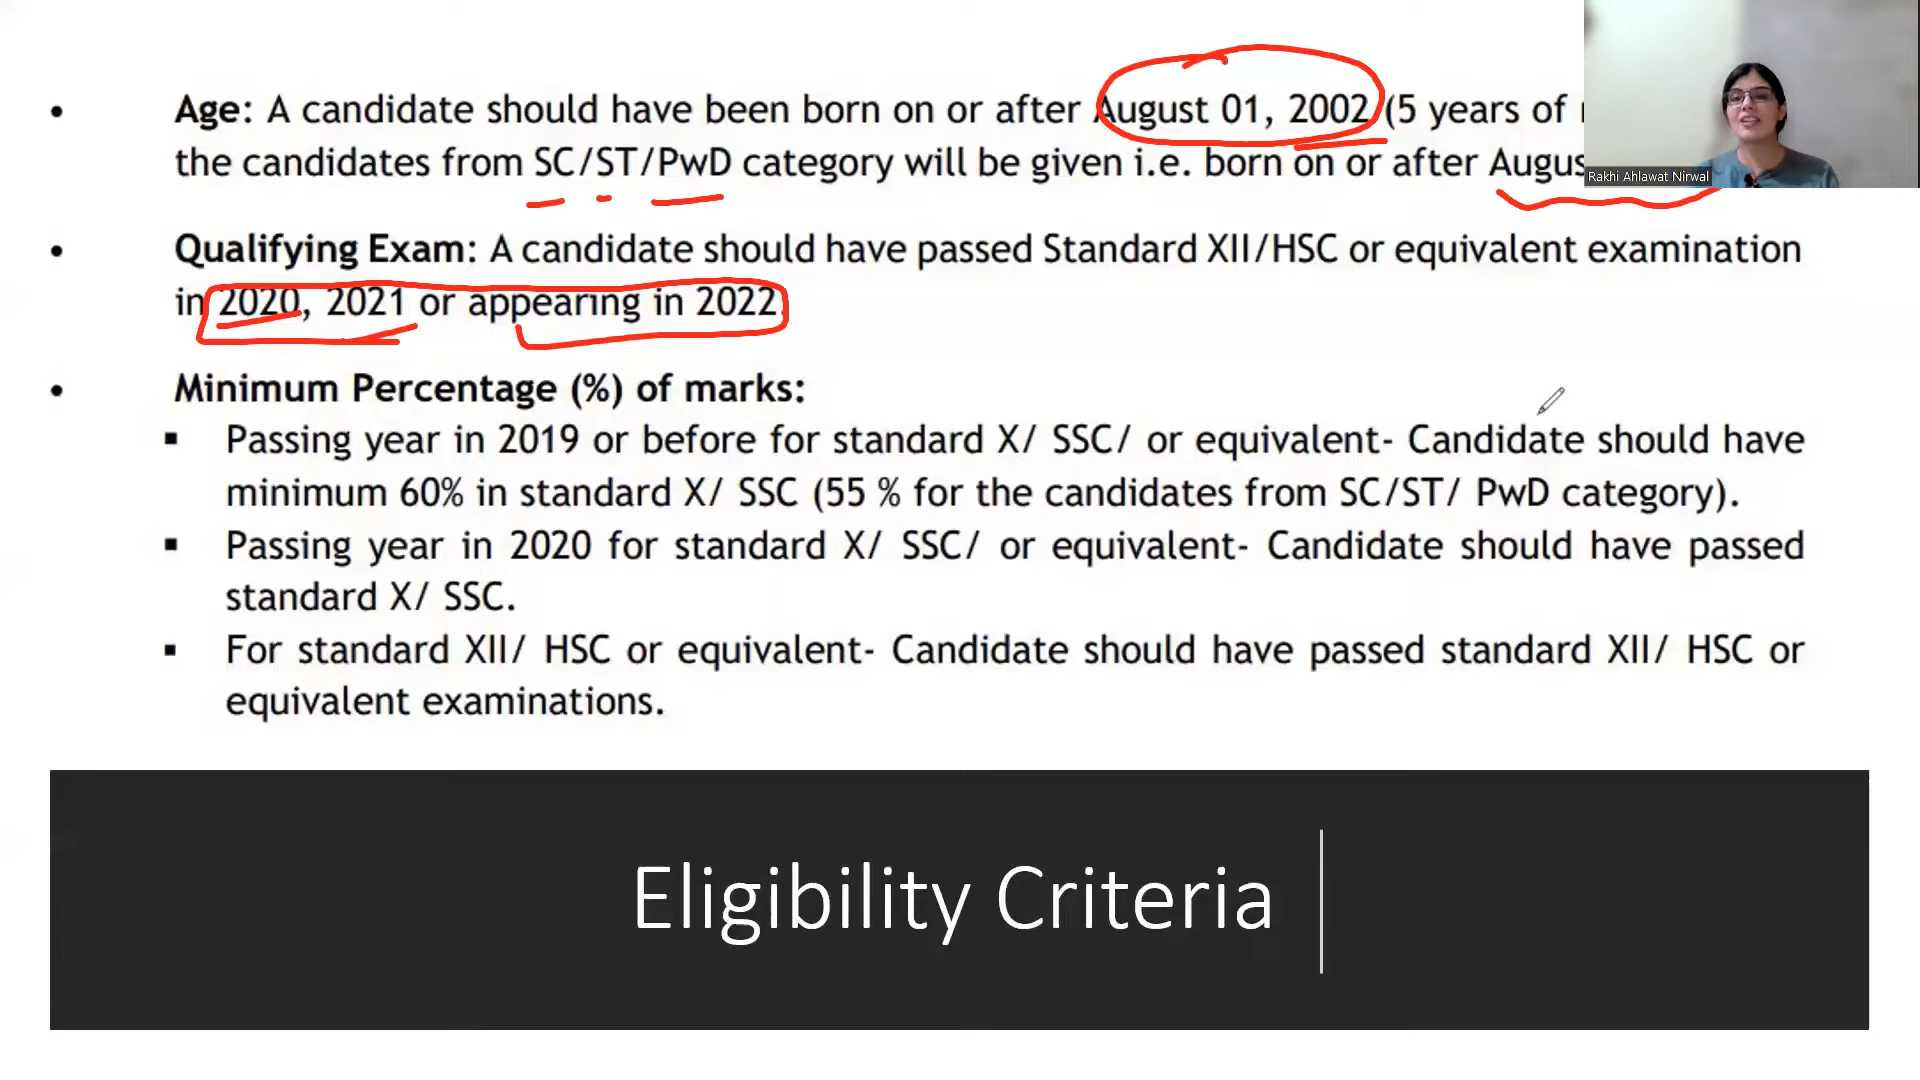 • Age: A candidate should have been born on or after August 01, 2002 (5 years of
the candidates from SC/ST/PwD category will be given i.e. born on or after
Rakhi Ahlawat Nirwal
• Qualifying Exam: A candidate should have passed Standard XII/HSC or equivalent examination
in 2020, 2021 or appearing in 2022.
• Minimum Percentage (%) of marks:
▪ Passing year in 2019 or before for standard X/ SSC/ or equivalent- Candidate should have
minimum 60% in standard X/ SSC (55 % for the candidates from SC/ST/ PwD category).
▪ Passing year in 2020 for standard X/ SSC/ or equivalent- Candidate should have passed
standard X/ SSC.
▪ For standard XII/ HSC or equivalent- Candidate should have passed standard XII/ HSC or
equivalent examinations.
Eligibility Criteria